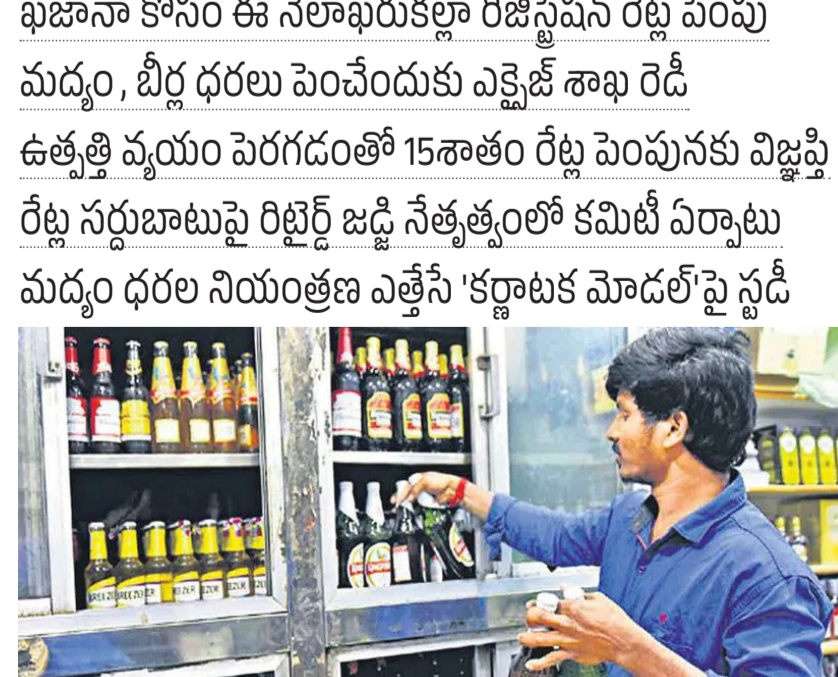 ఖజానా కోసం ఈ నెలాఖరుకల్లా రిజిస్ట్రేషన్ రేట్ల పెంపు
మద్యం, బీర్ల ధరలు పెంచేందుకు ఎక్సైజ్ శాఖ రెడీ
ఉత్పత్తి వ్యయం పెరగడంతో 15శాతం రేట్ల పెంపునకు విజ్ఞప్తి
రేట్ల సర్దుబాటుపై రిటైర్డ్ జడ్జి నేతృత్వంలో కమిటీ ఏర్పాటు
మద్యం ధరల నియంత్రణ ఎత్తేసే 'కర్ణాటక మోడల్'పై స్టడీ